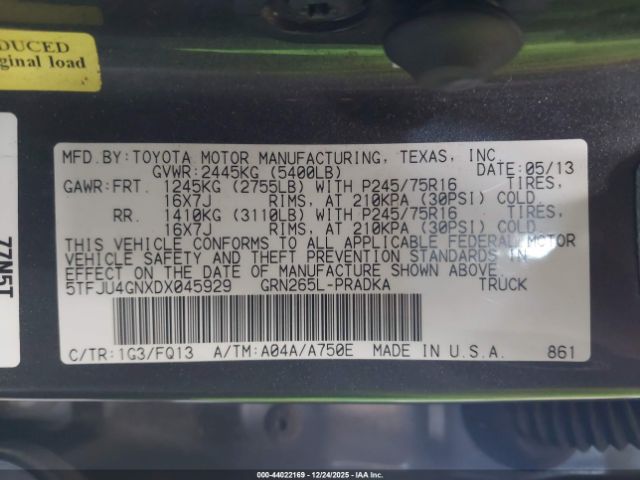 DUCED
iginal load
77N5T
MFD.BY:TOYOTA MOTOR MANUFACTURING, TEXAS, INC.
GVWR:2445KG (5400LB) DATE:05/13
GAWR:FRT. 1245KG (2755LB) WITH P245/75R16 TIRES,
16X7J RIMS, AT 210KPA (30PSI) COLD.
RR. 1410KG (3110LB) WITH P245/75R16 TIRES,
16X7J RIMS, AT 210KPA (30PSI) COLD.
THIS VEHICLE CONFORMS TO ALL APPLICABLE FEDERAL MOTOR
VEHICLE SAFETY AND THEFT PREVENTION STANDARDS IN
EFFECT ON THE DATE OF MANUFACTURE SHOWN ABOVE.
5TFJU4GNXDX045929 GRN265L-PRADKA TRUCK
C/TR:1G3/FQ13 A/TM:A04A/A750E MADE IN U.S.A. 861
000-44022169 - 12/24/2025 - IAAI.COM